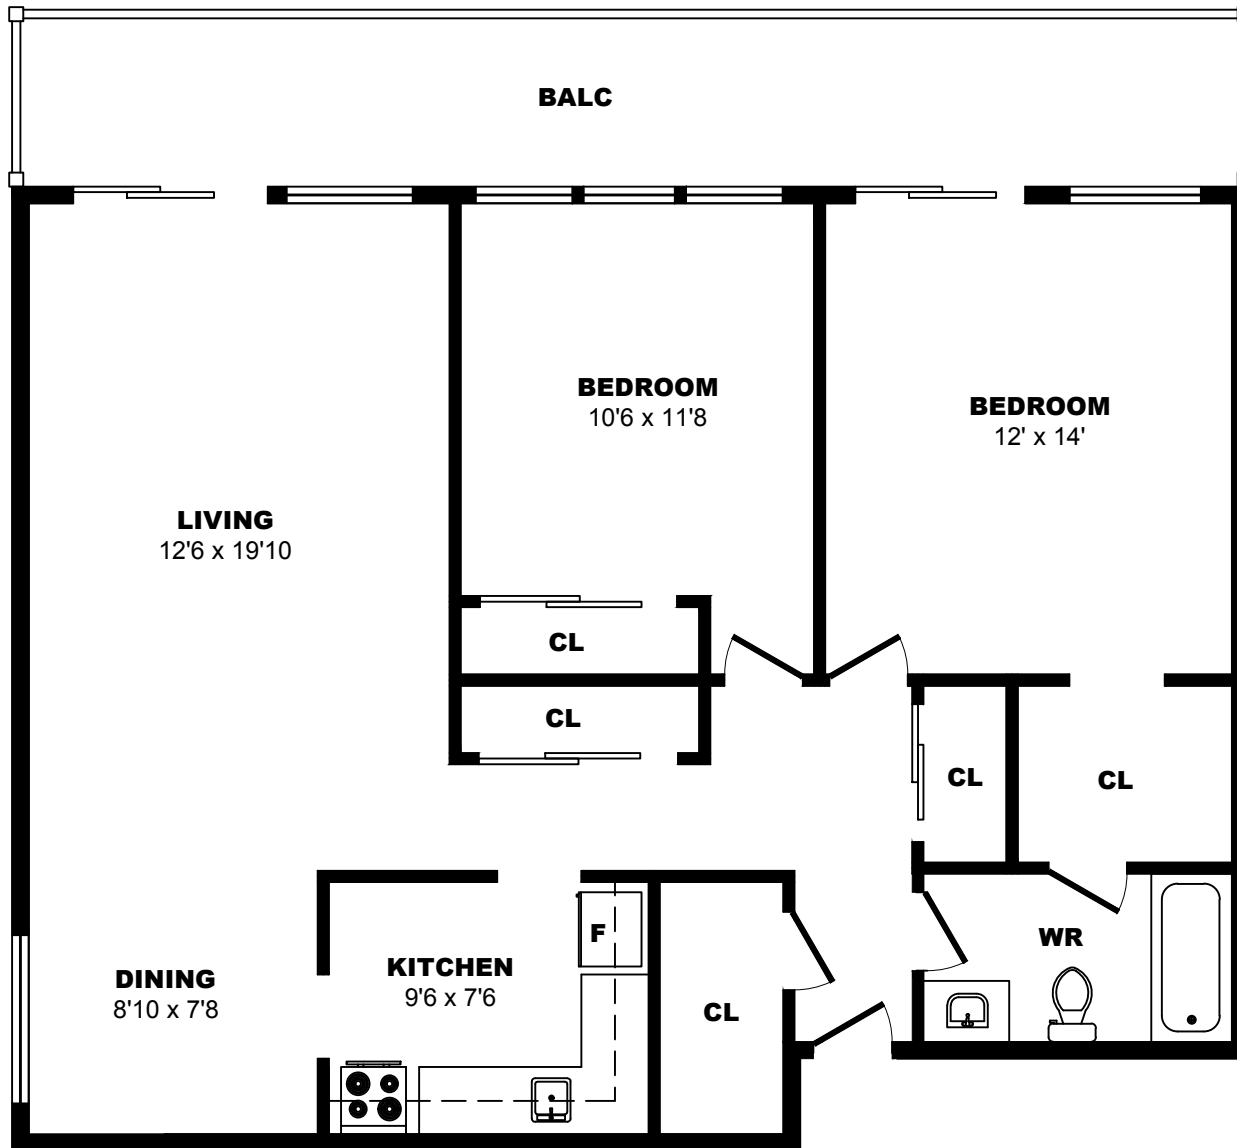 BALC
BEDROOM
10'6 x 11'8
BEDROOM
12' x 14'
LIVING
12'6 x 19'10
CL
CL
CL
CL
F
WR
KITCHEN
9'6 x 7'6
DINING
8'10 x 7'8
CL